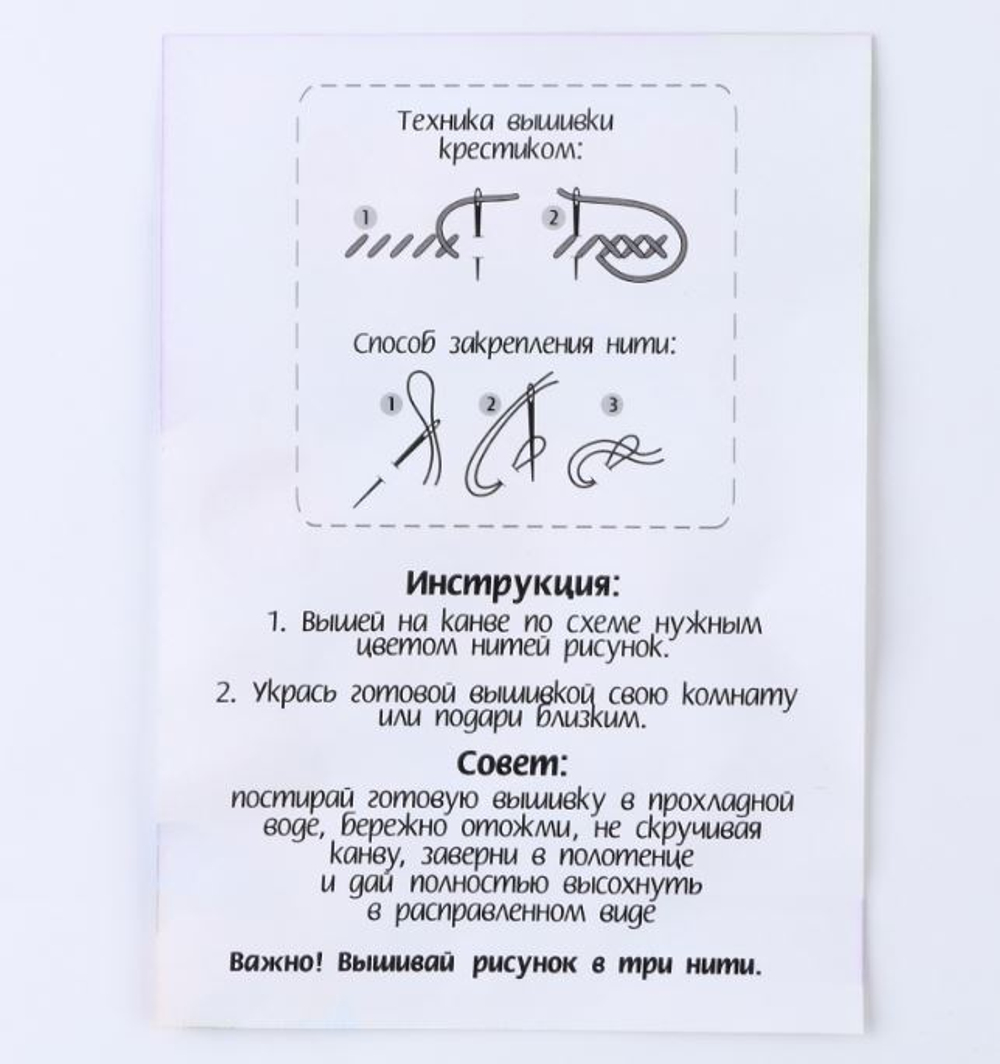 Техника вышивки
крестиком:
1
2
Способ закрепления нити:
1
2
3
Инструкция:
1. Вышей на канве по схеме нужным
цветом нитей рисунок.
2. Укрась готовой вышивкой свою комнату
или подари близким.
Совет:
постирай готовую вышивку в прохладной
воде, бережно отожми, не скручивая
канву, заверни в полотенце
и дай полностью высохнуть
в расправленном виде
Важно! Вышивай рисунок в три нити.